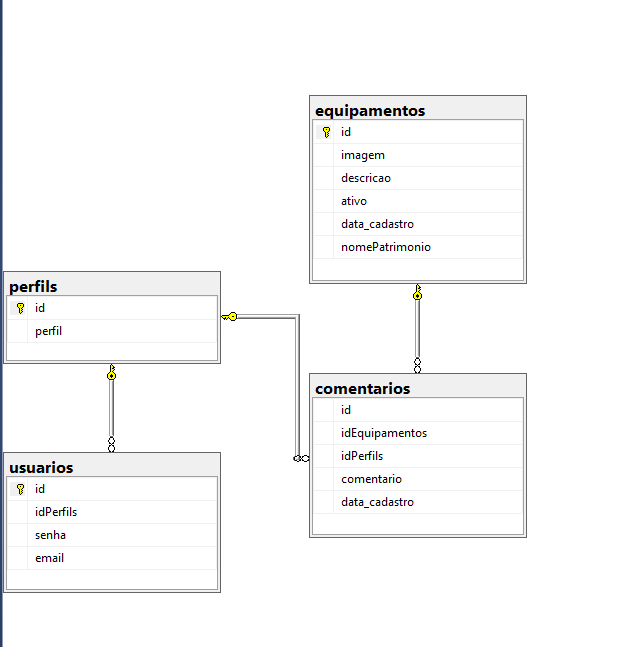 equipamentos
id
imagem
descricao
ativo
data_cadastro
nomePatrimonio
perfils
id
perfil
comentarios
id
idEquipamentos
idPerfils
comentario
data_cadastro
usuarios
id
idPerfils
senha
email